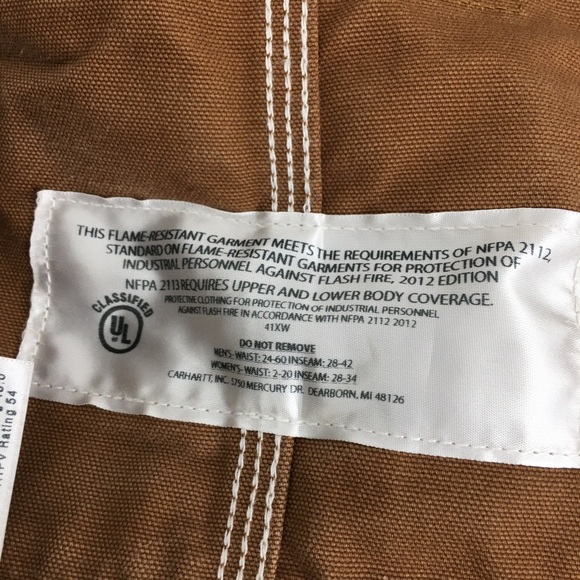 THIS FLAME-RESISTANT GARMENT MEETS THE REQUIREMENTS OF NFPA 2112,
STANDARD ON FLAME-RESISTANT GARMENTS FOR PROTECTION OF
INDUSTRIAL PERSONNEL AGAINST FLASH FIRE, 2012 EDITION
NFPA 2113 REQUIRES UPPER AND LOWER BODY COVERAGE.
PROTECTIVE CLOTHING FOR PROTECTION OF INDUSTRIAL PERSONNEL
AGAINST FLASH FIRE IN ACCORDANCE WITH NFPA 2112 2012
41XW
CLASSIFIED
UL
DO NOT REMOVE
MEN'S- WAIST: 24-60 INSEAM: 28-42
WOMEN'S- WAIST: 2-20 INSEAM: 28-34
CARHARTT, INC. 5750 MERCURY DR. DEARBORN, MI 48126
Rating 54